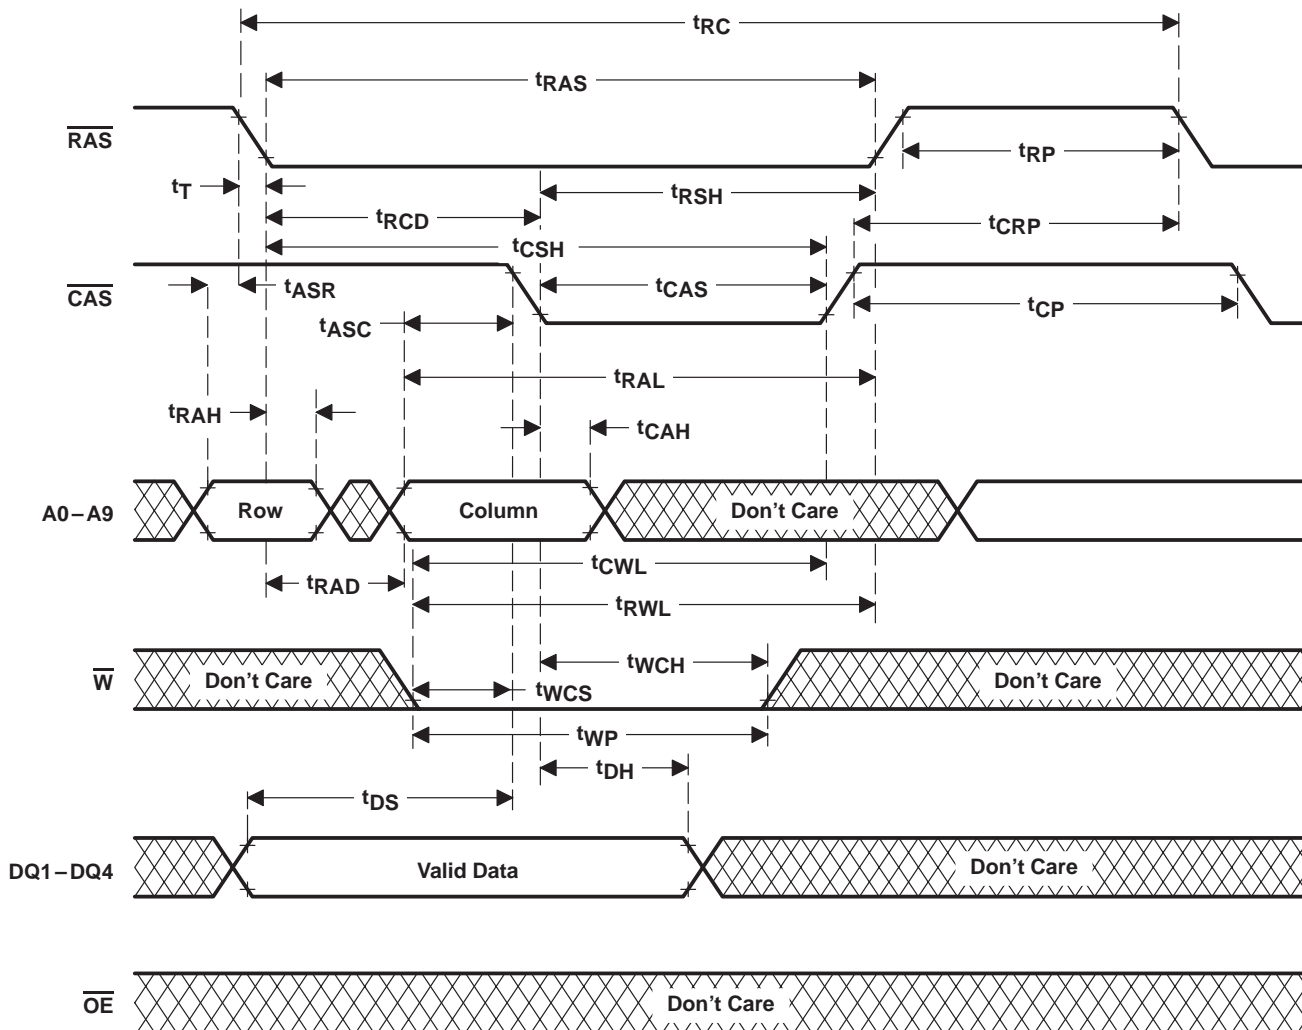 tRC
tRAS
RAS
tRP
tT
tRSH
tRCD
tCRP
tCSH
CAS
tASR
tCAS
tCP
tASC
tRAL
tRAH
tCAH
A0–A9
Row
Column
Don't Care
tCWL
tRAD
tRWL
tWCH
W
Don't Care
tWCS
Don't Care
tWP
tDH
tDS
DQ1–DQ4
Valid Data
Don't Care
OE
Don't Care